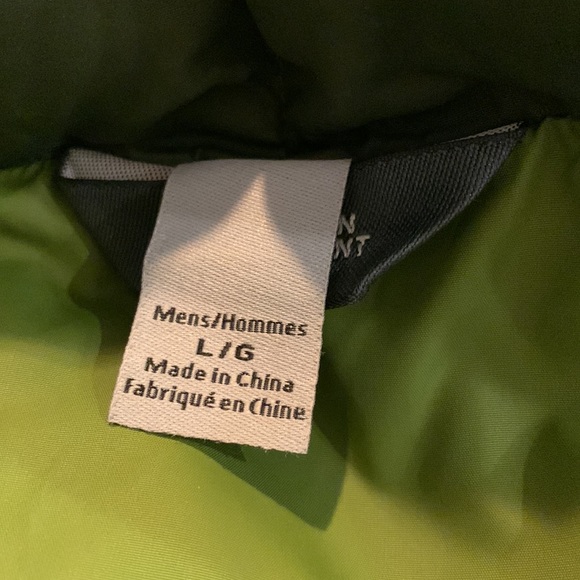 Mens/Hommes
L/G
Made in China
Fabriqué en Chine